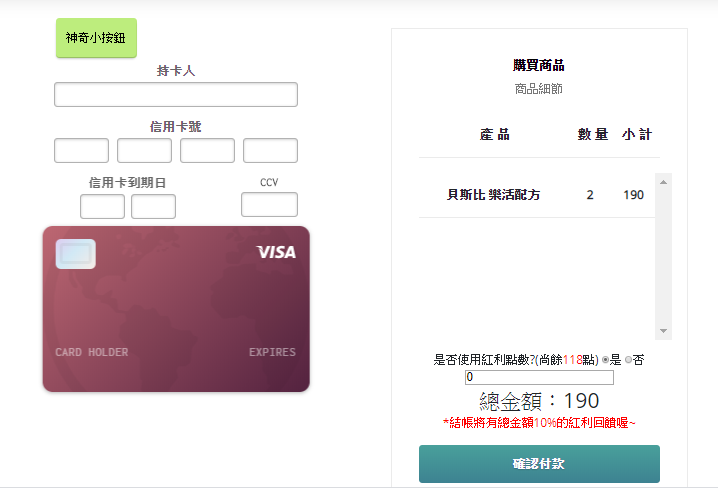 神奇小按鈕
持卡人
信用卡號
信用卡到期日 CCV
VISA
CARD HOLDER EXPIRES
購買商品
商品細節
產 品 數 量 小 計
貝斯比 樂活配方 2 190
是否使用紅利點數?(尚餘118點) 是 否
0
總金額：190
*結帳將有總金額10%的紅利回饋喔~
確認付款